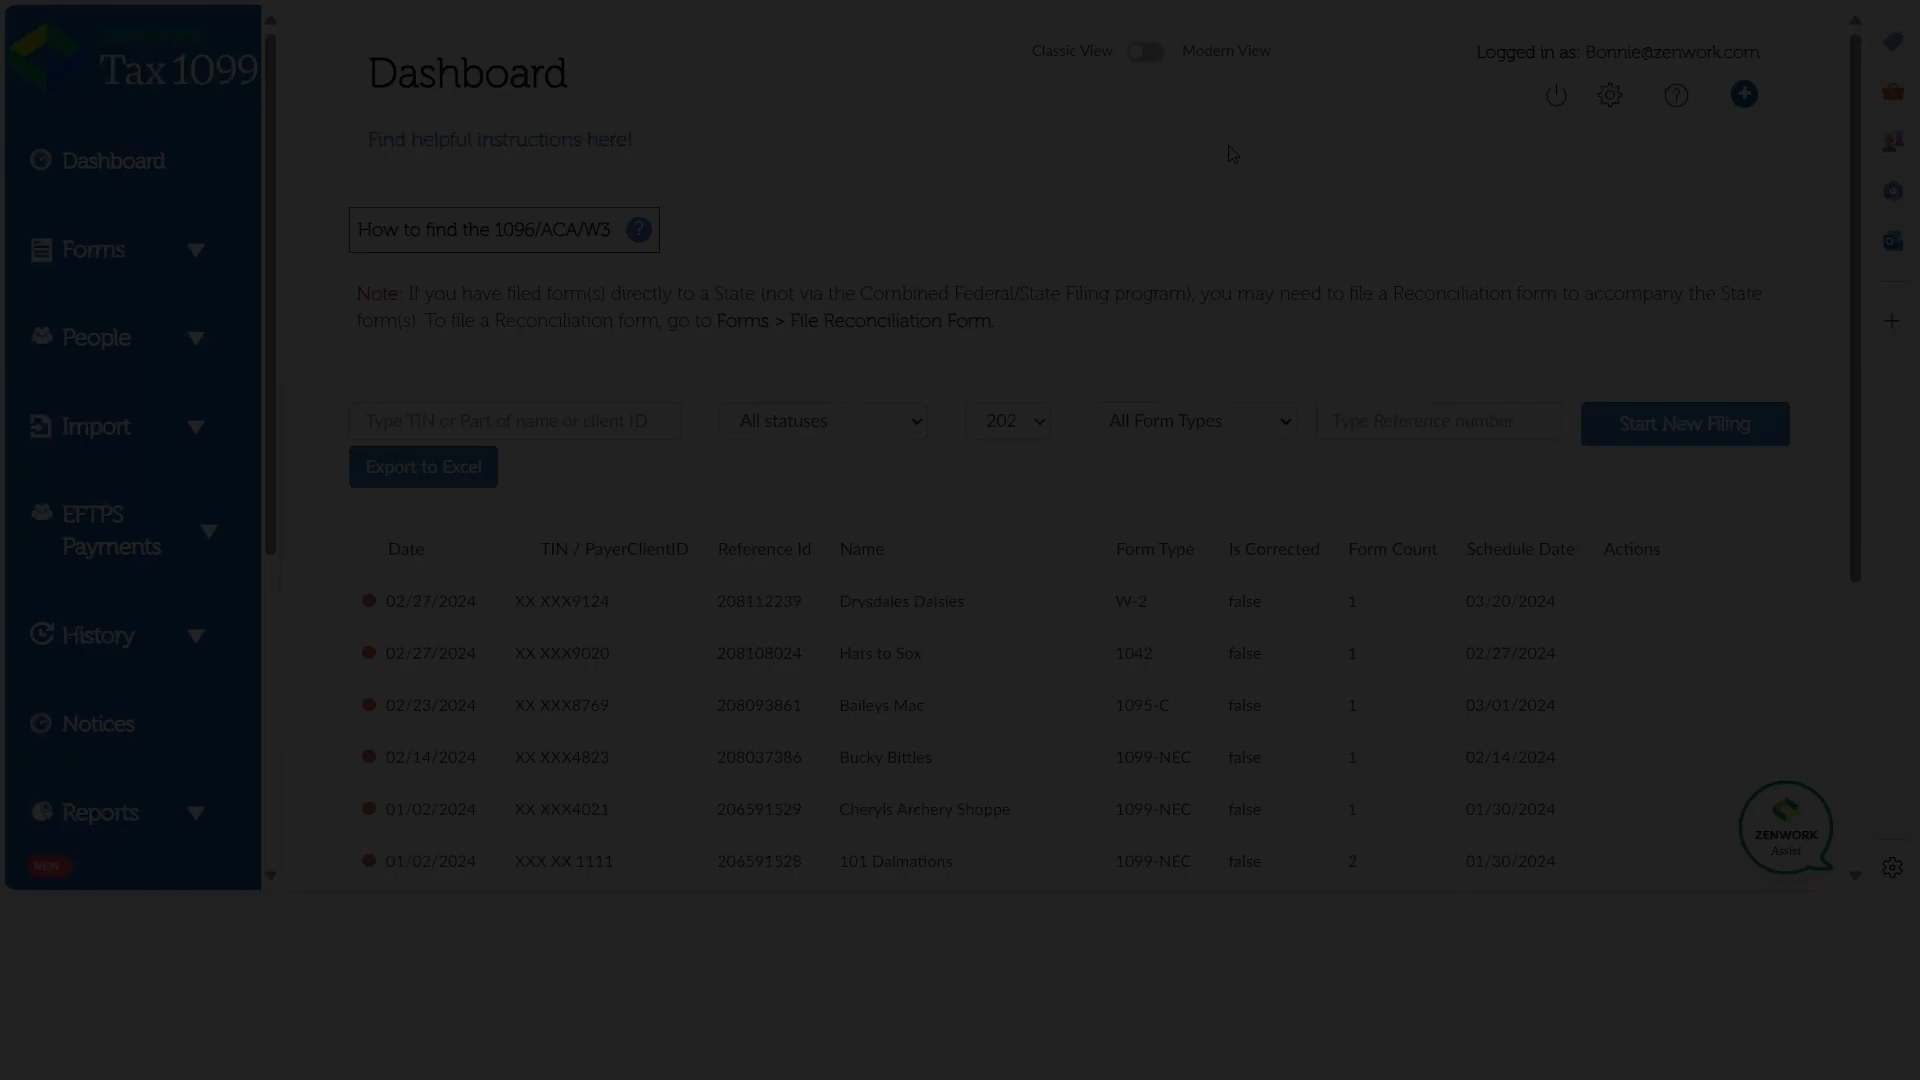 Tax1099
Dashboard
Forms
People
Import
EFTPS
Payments
History
Notices
Reports
NEW
Dashboard
Classic View
Modern View
Logged in as: Bonnie@zenwork.com
Find helpful instructions here!
How to find the 1096/ACA/W3 ?
Note: If you have filed form(s) directly to a State (not via the Combined Federal/State Filing program), you may need to file a Reconciliation form to accompany the State
form(s). To file a Reconciliation form, go to Forms > File Reconciliation Form.
Type TIN or Part of name or client ID All statuses 202 All Form Types Type Reference number Start New Filing
Export to Excel
Date TIN / PayerClientID Reference Id Name Form Type Is Corrected Form Count Schedule Date Actions
02/27/2024 XX XXX9124 208112239 Drysdales Daisies W-2 false 1 03/20/2024
02/27/2024 XX XXX9020 208108024 Hats to Sox 1042 false 1 02/27/2024
02/23/2024 XX XXX8769 208093861 Baileys Mac 1095-C false 1 03/01/2024
02/14/2024 XX XXX4823 208037386 Bucky Bittles 1099-NEC false 1 02/14/2024
01/02/2024 XX XXX4021 206591529 Cheryls Archery Shoppe 1099-NEC false 1 01/30/2024
01/02/2024 XXX XX 1111 206591528 101 Dalmations 1099-NEC false 2 01/30/2024
ZENWORK
Assist